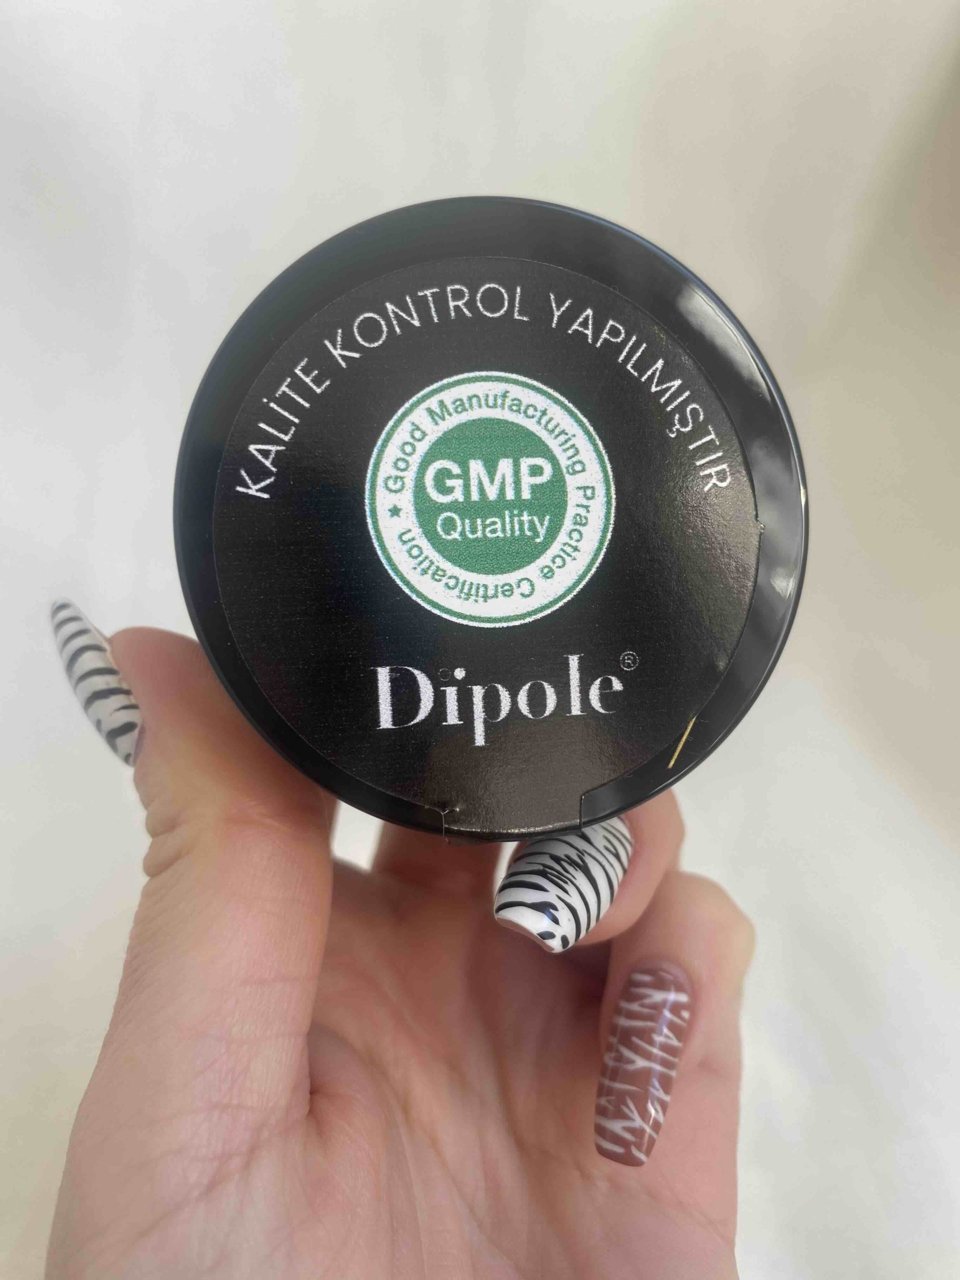 KALİTE KONTROL YAPILMIŞTIR
Good Manufacturing Practice Certification ★
GMP
Quality
Dipole®